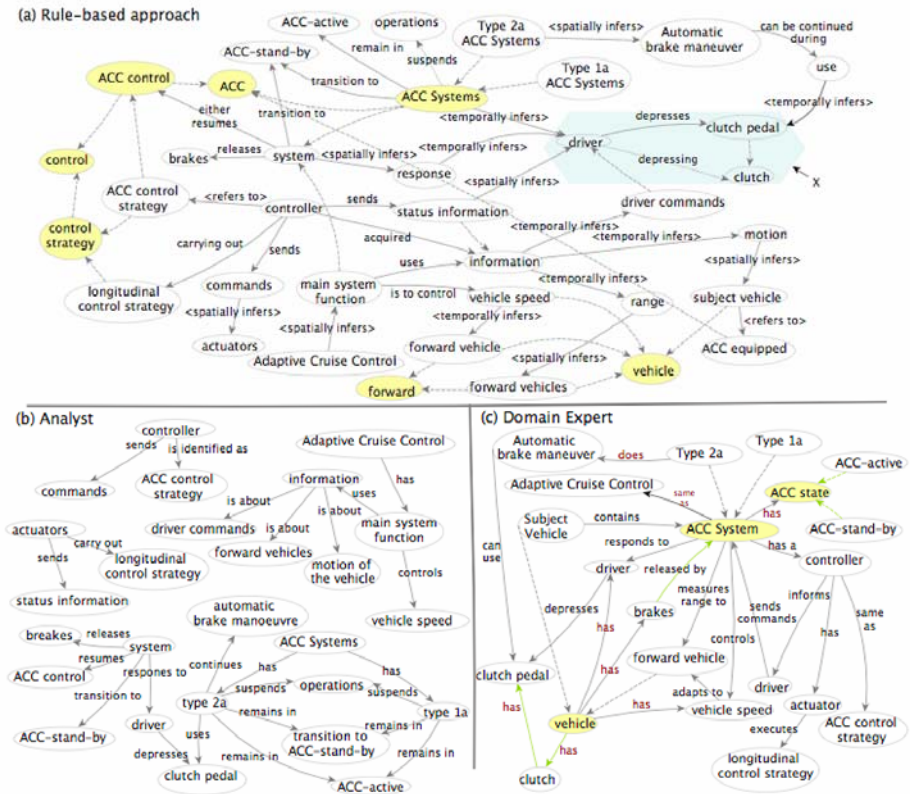 (a) Rule-based approach
ACC-active
operations
Type 2a
ACC Systems
<spatially infers>
Automatic
brake maneuver
can be continued
during
use
ACC-stand-by
remain in
suspends
Type 1a
ACC Systems
ACC control
ACC
transition to
ACC Systems
<temporally infers>
either
resumes
transition to
<temporally infers>
depresses
clutch pedal
control
brakes
releases
system
<spatially infers>
<temporally infers>
driver
depressing
clutch
X
response
ACC control
strategy
<refers to>
controller
sends
status information
<spatially infers>
driver commands
control
strategy
carrying out
sends
acquired
<temporally infers>
<temporally infers>
motion
uses
information
<spatially infers>
longitudinal
control strategy
commands
main system
function
is to control
vehicle speed
<temporally infers>
range
subject vehicle
<spatially infers>
<spatially infers>
<temporally infers>
<refers to>
actuators
forward vehicle
ACC equipped
Adaptive Cruise Control
<spatially infers>
vehicle
forward
forward vehicles
(b) Analyst
controller
sends
is identified as
commands
ACC control
strategy
Adaptive Cruise Control
has
information
uses
is about
is about
is about
main system
function
driver commands
forward vehicles
motion
of the vehicle
controls
vehicle speed
actuators
sends
carry out
longitudinal
control strategy
status information
breakes
releases
system
resumes
ACC control
respones to
transition to
ACC-stand-by
driver
depresses
clutch pedal
automatic
brake manoeuvre
continues
ACC Systems
has
has
type 2a
suspends
operations
suspends
type 1a
remains in
transition to
ACC-stand-by
remains in
uses
remains in
remains in
ACC-active
(c) Domain Expert
Automatic
brake maneuver
does
Type 2a
Type 1a
ACC-active
Adaptive Cruise Control
same
as
ACC state
has
Subject
Vehicle
contains
ACC System
ACC-stand-by
can
use
responds to
has a
controller
driver
released by
measures
range to
informs
same
as
depresses
brakes
sends
commands
has
controls
has
has
forward vehicle
clutch pedal
adapts to
driver
actuator
has
vehicle
has
vehicle speed
ACC control
strategy
executes
has
clutch
longitudinal
control strategy